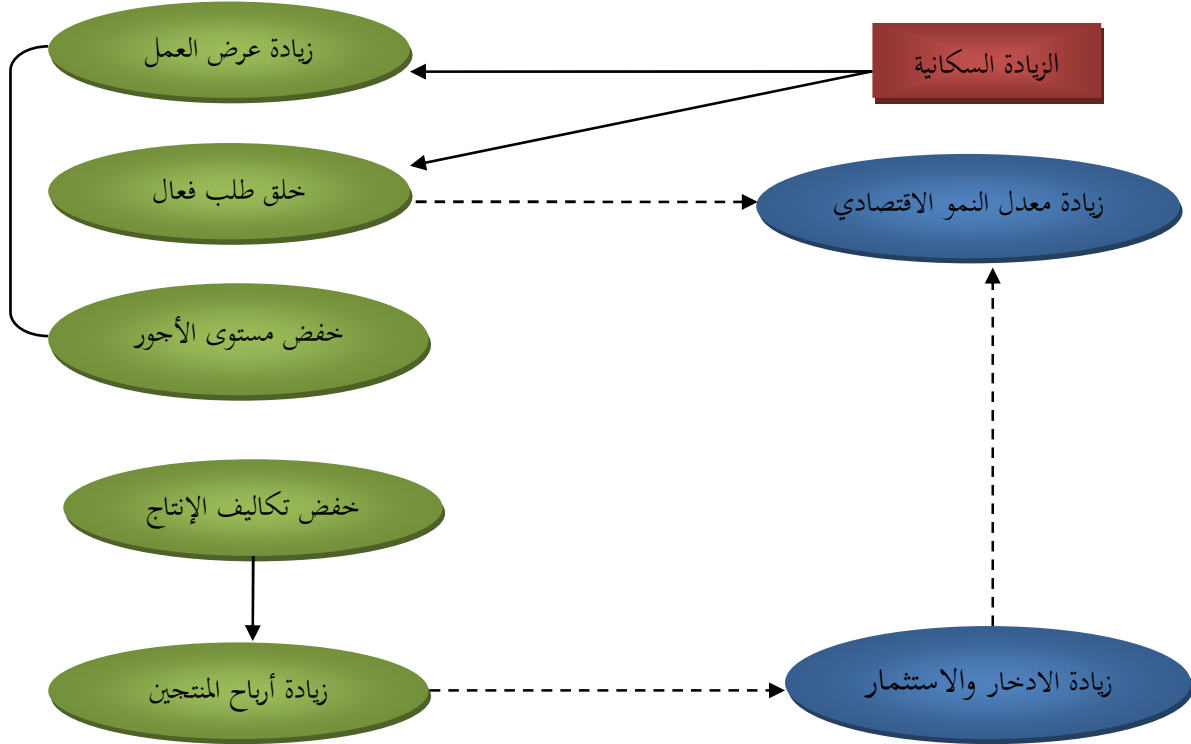 الزيادة السكانية
زيادة عرض العمل
خلق طلب فعال
زيادة معدل النمو الاقتصادي
خفض مستوى الأجور
خفض تكاليف الإنتاج
زيادة أرباح المنتجين
زيادة الادخار والاستثمار